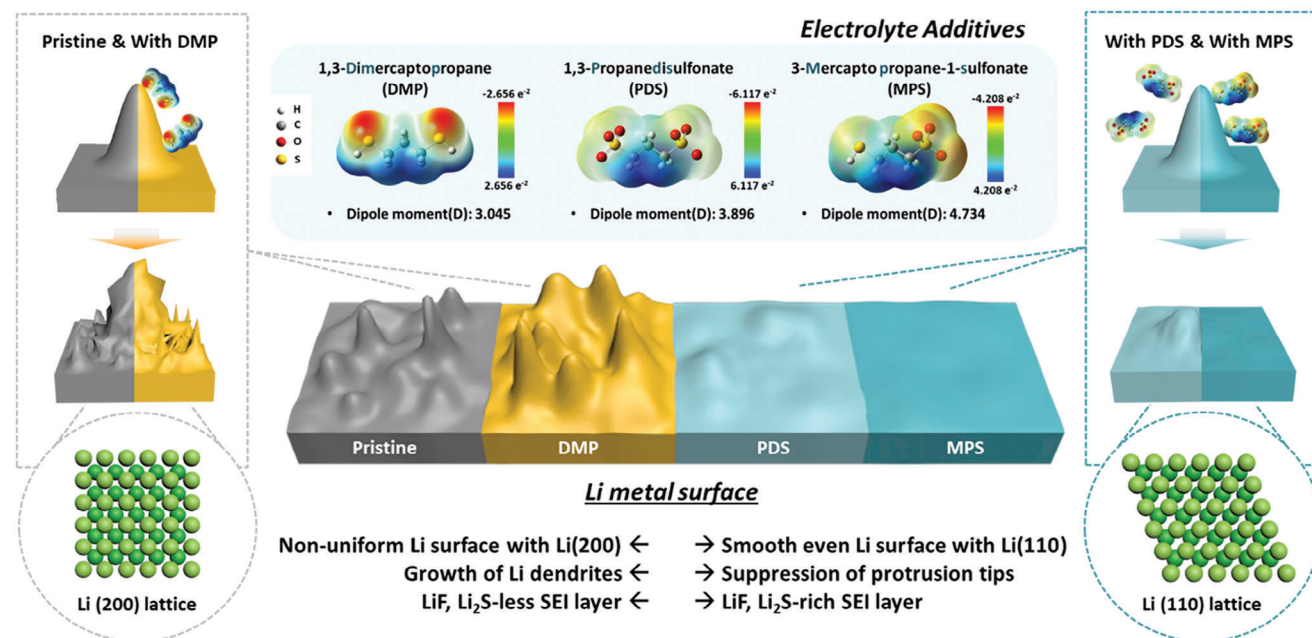 Electrolyte Additives
Pristine & With DMP
1,3-Dimercaptopropane
(DMP)
H
C
O
S
-2.656 e⁻²
2.656 e⁻²
• Dipole moment(D): 3.045
1,3-Propanedisulfonate
(PDS)
-6.117 e⁻²
6.117 e⁻²
• Dipole moment(D): 3.896
3-Mercapto propane-1-sulfonate
(MPS)
-4.208 e⁻²
4.208 e⁻²
• Dipole moment(D): 4.734
With PDS & With MPS
Pristine
DMP
PDS
MPS
Li metal surface
Non-uniform Li surface with Li(200) ← → Smooth even Li surface with Li(110)
Growth of Li dendrites ← → Suppression of protrusion tips
LiF, Li₂S-less SEI layer ← → LiF, Li₂S-rich SEI layer
Li (200) lattice
Li (110) lattice